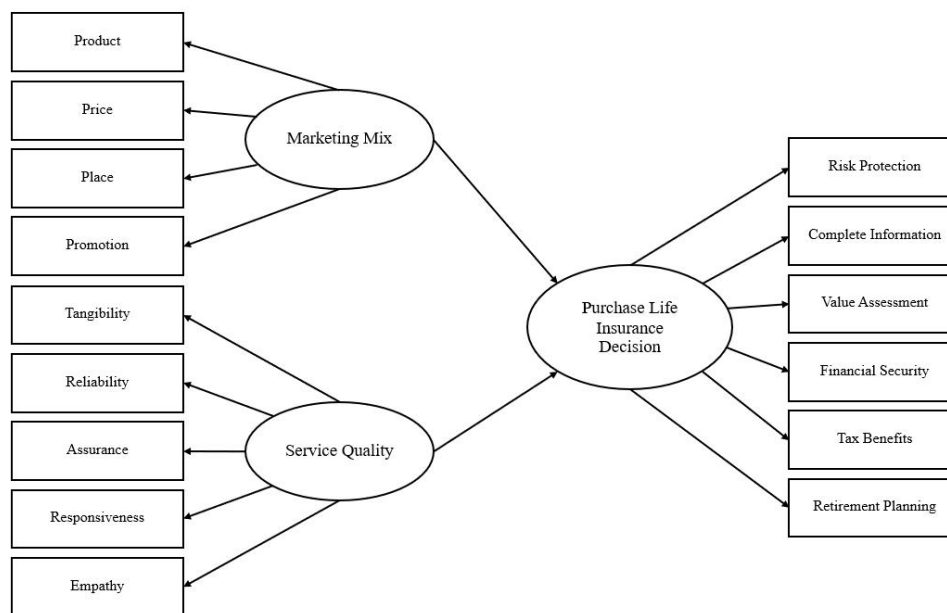 Product
Price
Place
Promotion
Tangibility
Reliability
Assurance
Responsiveness
Empathy
Marketing Mix
Service Quality
Purchase Life
Insurance
Decision
Risk Protection
Complete Information
Value Assessment
Financial Security
Tax Benefits
Retirement Planning